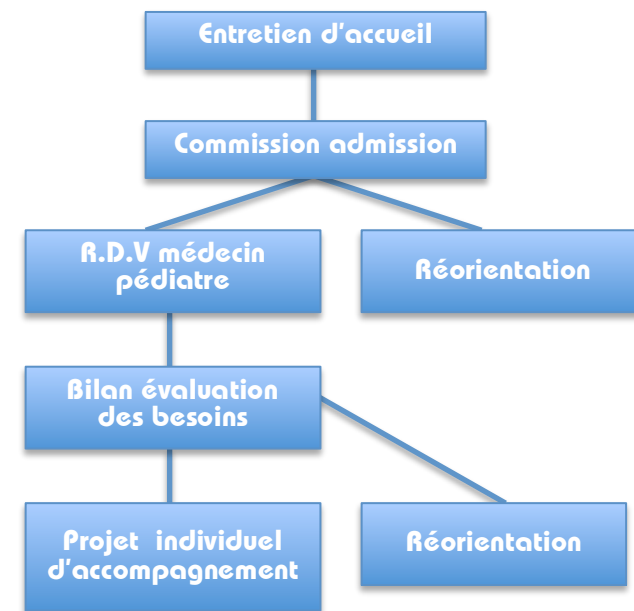 Entretien d'accueil
Commission admission
R.D.V médecin
pédiatre
Réorientation
Bilan évaluation
des besoins
Projet individuel
d'accompagnement
Réorientation